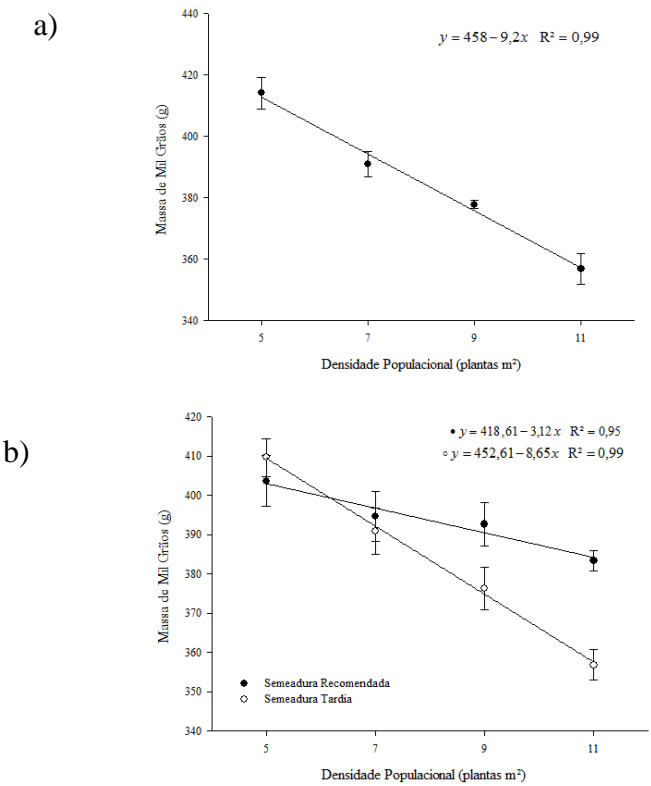 a)
440
y = 458 – 9,2x R² = 0,99
420
400
380
360
340
Massa de Mil Grãos (g)
5 7 9 11
Densidade Populacional (plantas m²)
b)
420
• y = 418,61 – 3,12x R² = 0,95
∘ y = 452,61 – 8,65x R² = 0,99
410
400
390
380
370
360
350
340
Massa de Mil Grãos (g)
Semeadura Recomendada
Semeadura Tardia
5 7 9 11
Densidade Populacional (plantas m²)